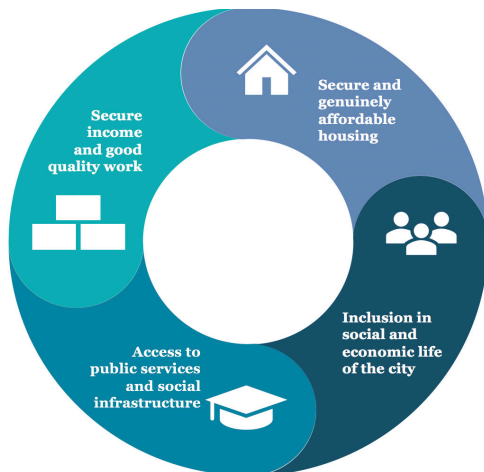 Secure and
genuinely
affordable
housing
Inclusion in
social and
economic life
of the city
Access to
public services
and social
infrastructure
Secure
income
and good
quality work